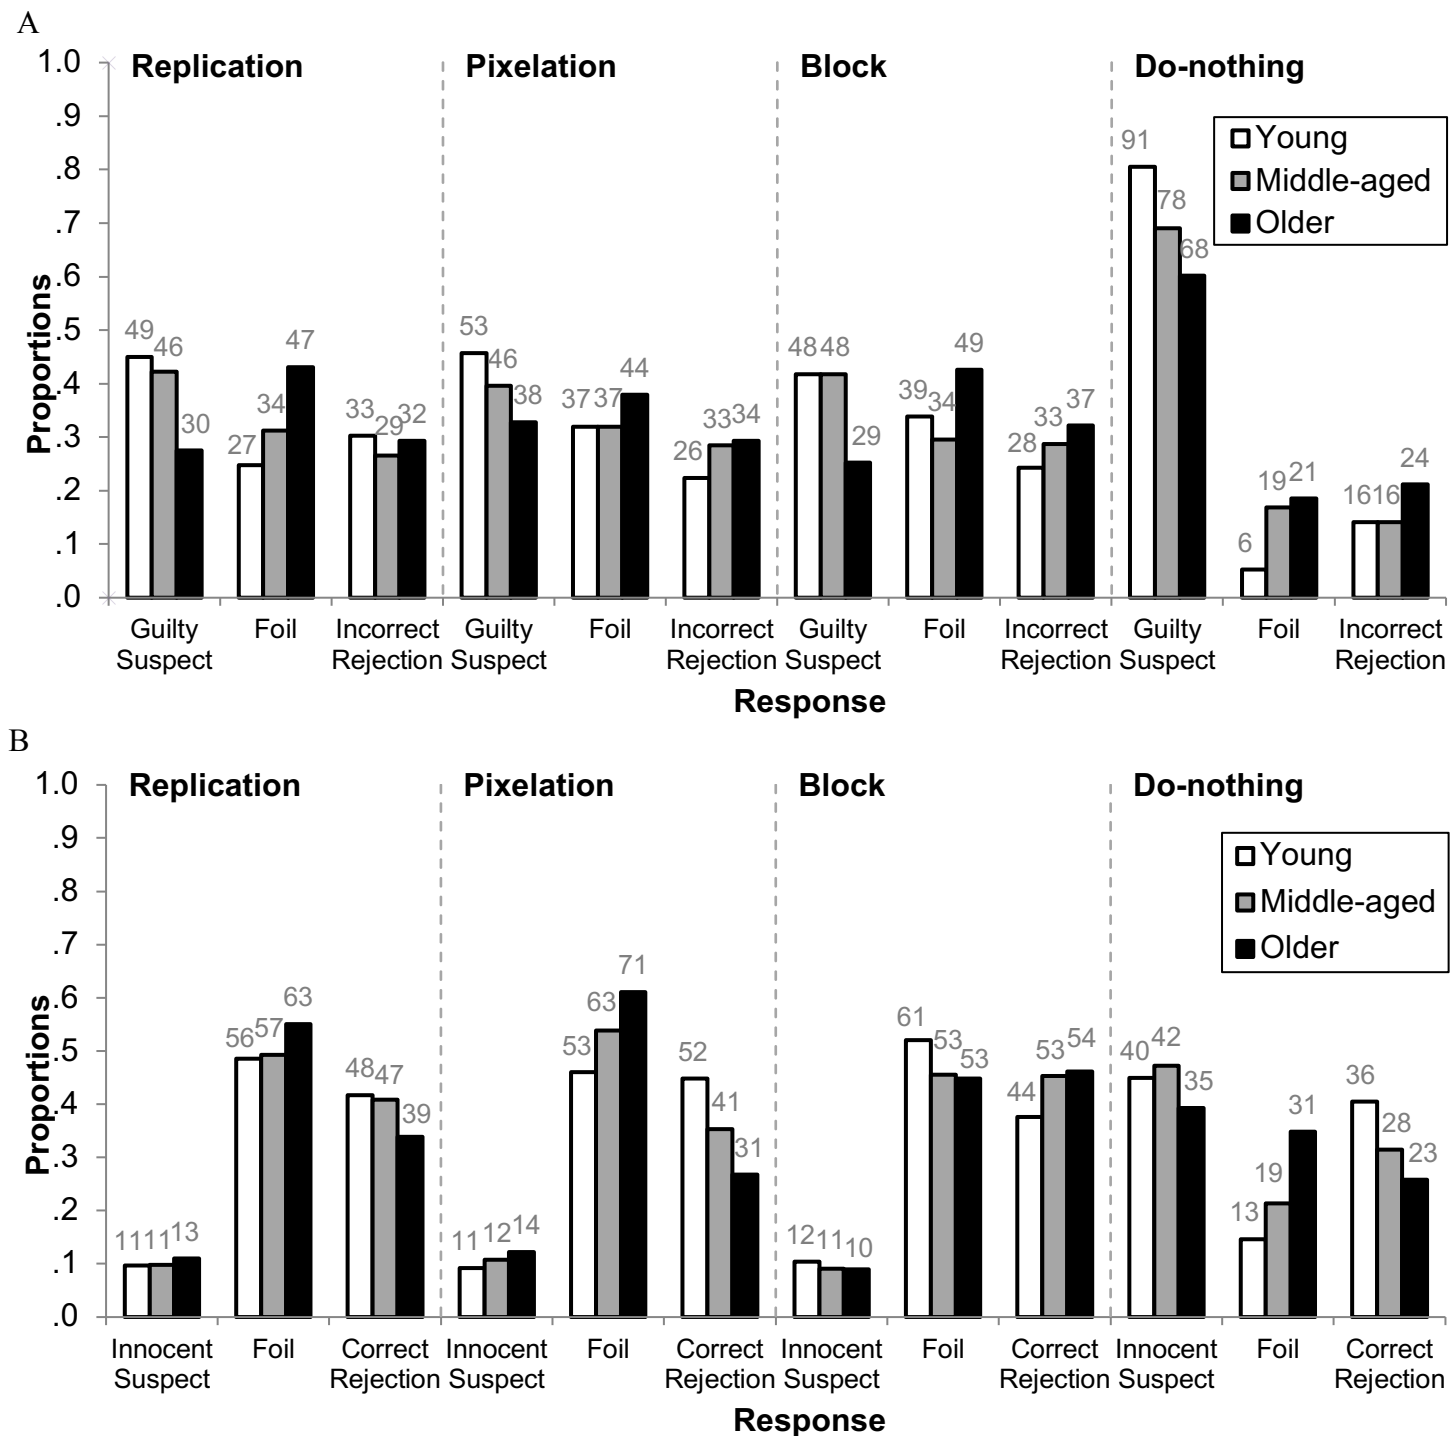 A
Replication Pixelation Block Do-nothing
Young
Middle-aged
Older
1.0
.9
.8
.7
.6
.5
.4
.3
.2
.1
.0
Proportions
49 46 30 27 34 47 33 29 32
53 46 38 37 37 44 26 33 34
48 48 29 39 34 49 28 33 37
91 78 68 6 19 21 16 16 24
Guilty Foil Incorrect Guilty Foil Incorrect Guilty Foil Incorrect Guilty Foil Incorrect
Suspect Rejection Suspect Rejection Suspect Rejection Suspect Rejection
Response
B
Replication Pixelation Block Do-nothing
Young
Middle-aged
Older
1.0
.9
.8
.7
.6
.5
.4
.3
.2
.1
.0
Proportions
11 11 13 56 57 63 48 47 39
11 12 14 53 63 71 52 41 31
12 11 10 61 53 53 44 53 54
40 42 35 13 19 31 36 28 23
Innocent Foil Correct Innocent Foil Correct Innocent Foil Correct Innocent Foil Correct
Suspect Rejection Suspect Rejection Suspect Rejection Suspect Rejection
Response